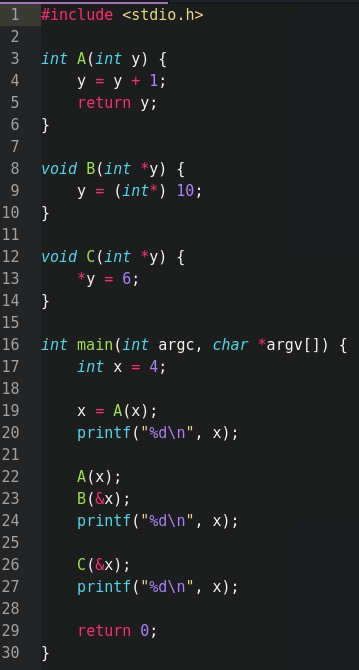 1 #include <stdio.h>
2
3 int A(int y) {
4     y = y + 1;
5     return y;
6 }
7
8 void B(int *y) {
9     y = (int*) 10;
10 }
11
12 void C(int *y) {
13     *y = 6;
14 }
15
16 int main(int argc, char *argv[]) {
17     int x = 4;
18
19     x = A(x);
20     printf("%d\n", x);
21
22     A(x);
23     B(&x);
24     printf("%d\n", x);
25
26     C(&x);
27     printf("%d\n", x);
28
29     return 0;
30 }